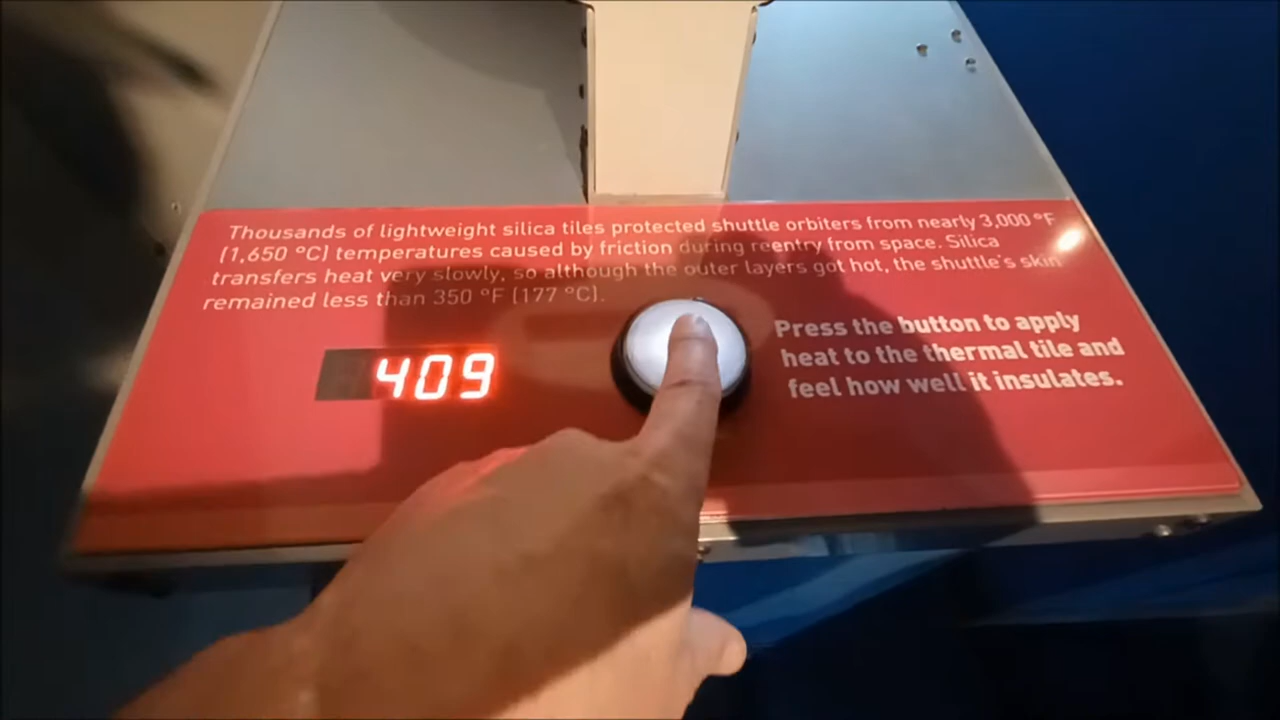 Thousands of lightweight silica tiles protected shuttle orbiters from nearly 3,000 °F
(1,650 °C) temperatures caused by friction during reentry from space. Silica
transfers heat very slowly, so although the outer layers got hot, the shuttle's skin
remained less than 350 °F (177 °C).
Press the button to apply
heat to the thermal tile and
feel how well it insulates.
409